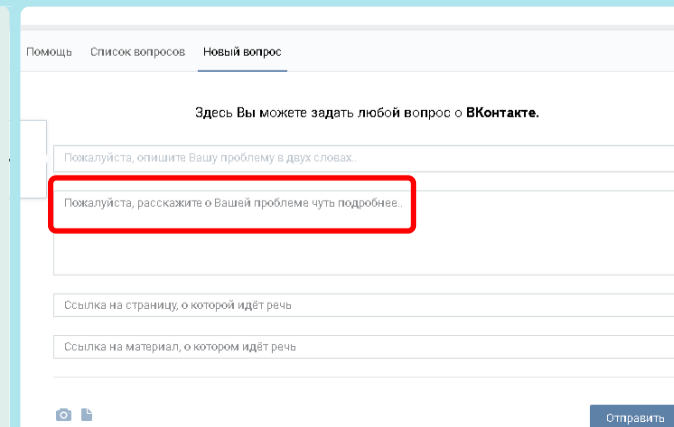 Помощь Список вопросов Новый вопрос
Здесь Вы можете задать любой вопрос о ВКонтакте.
Пожалуйста, опишите Вашу проблему в двух словах..
Пожалуйста, расскажите о Вашей проблеме чуть подробнее..
Ссылка на страницу, о которой идёт речь
Ссылка на материал, о котором идёт речь
Отправить